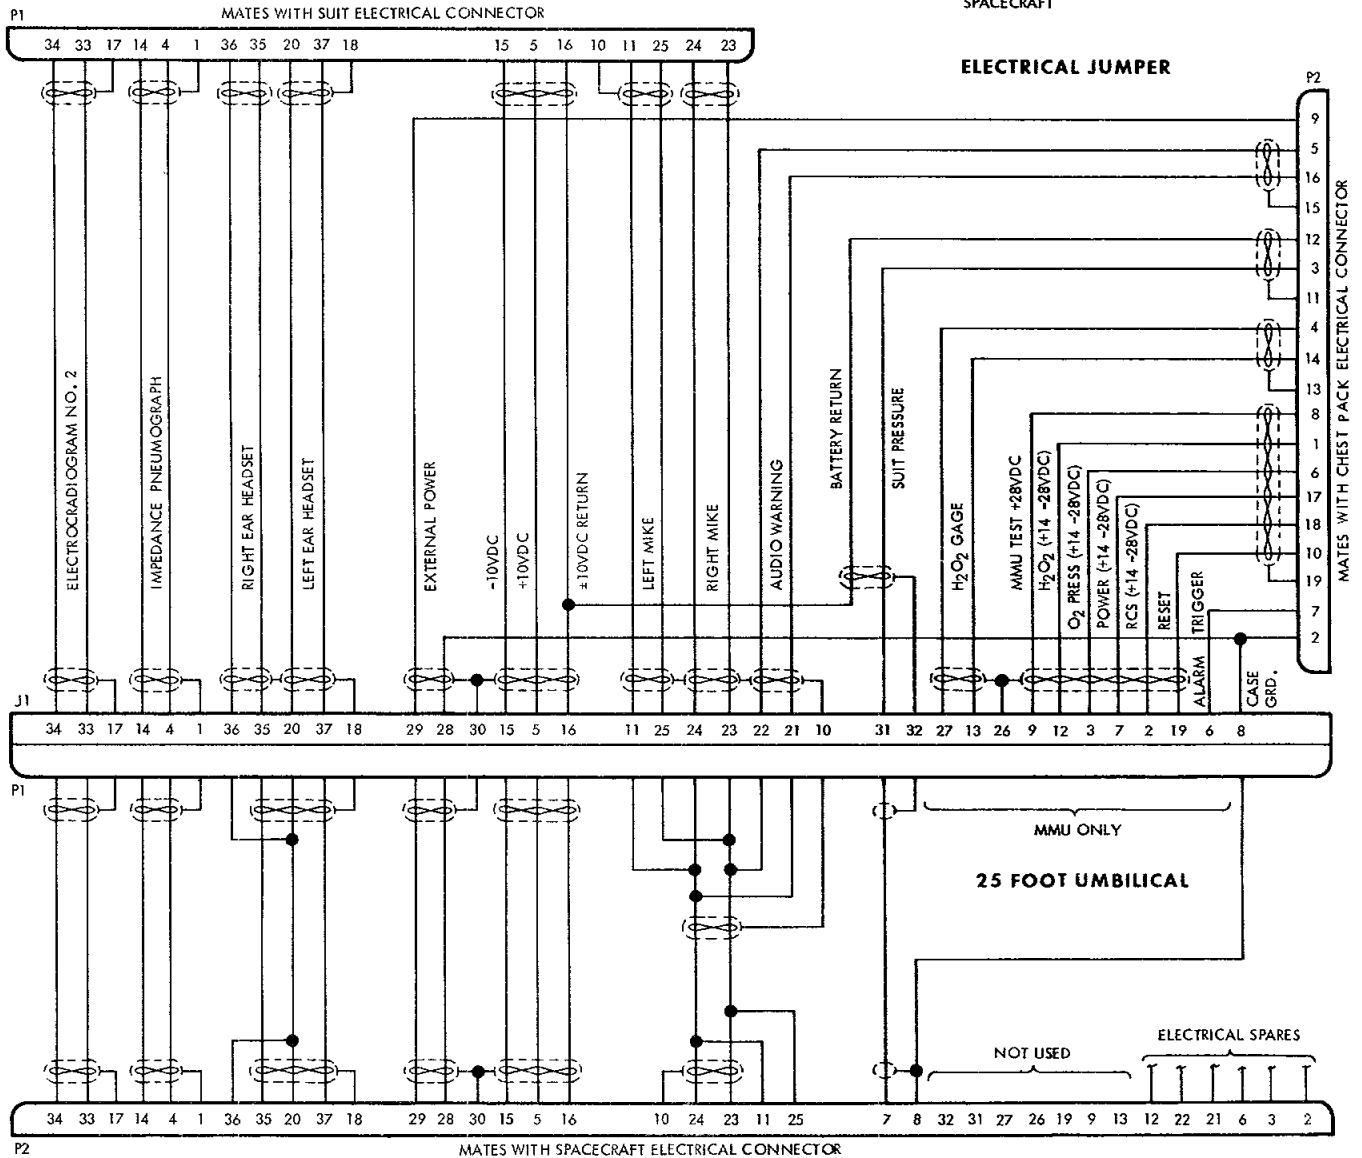 SPACECRAFT
P1 MATES WITH SUIT ELECTRICAL CONNECTOR
34 33 17 14 4 1 36 35 20 37 18 15 5 16 10 11 25 24 23
ELECTRICAL JUMPER
P2
9
5
16
15
12
3
11
4
14
13
8
1
6
17
18
10
19
7
2
MATES WITH CHEST PACK ELECTRICAL CONNECTOR
ELECTROCRADIOGRAM NO. 2
IMPEDANCE PNEUMOGRAPH
RIGHT EAR HEADSET
LEFT EAR HEADSET
EXTERNAL POWER
-10VDC
+10VDC
±10VDC RETURN
LEFT MIKE
RIGHT MIKE
AUDIO WARNING
BATTERY RETURN
SUIT PRESSURE
H2O2 GAGE
MMU TEST +28VDC
H2O2 (+14 -28VDC)
O2 PRESS (+14 -28VDC)
POWER (+14 -28VDC)
RCS (+14 -28VDC)
RESET
ALARM TRIGGER
CASE
GRD.
J1
34 33 17 14 4 1 36 35 20 37 18 29 28 30 15 5 16 11 25 24 23 22 21 10 31 32 27 13 26 9 12 3 7 2 19 6 8
P1
MMU ONLY
25 FOOT UMBILICAL
NOT USED
ELECTRICAL SPARES
34 33 17 14 4 1 36 35 20 37 18 29 28 30 15 5 16 10 24 23 11 25 7 8 32 31 27 26 19 9 13 12 22 21 6 3 2
P2 MATES WITH SPACECRAFT ELECTRICAL CONNECTOR